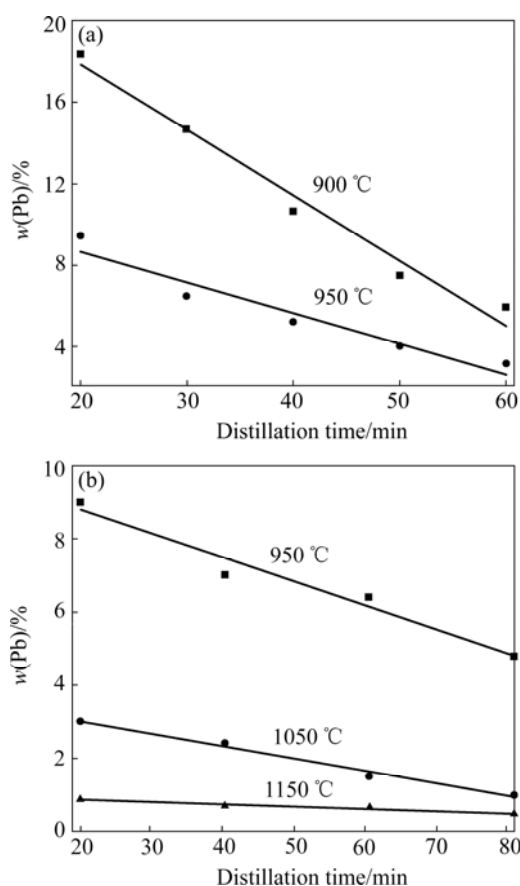 (a)
20
16
12
8
4
w(Pb)/%
900 ℃
950 ℃
20 30 40 50 60
Distillation time/min
(b)
10
8
6
4
2
0
w(Pb)/%
950 ℃
1050 ℃
1150 ℃
20 30 40 50 60 70 80
Distillation time/min